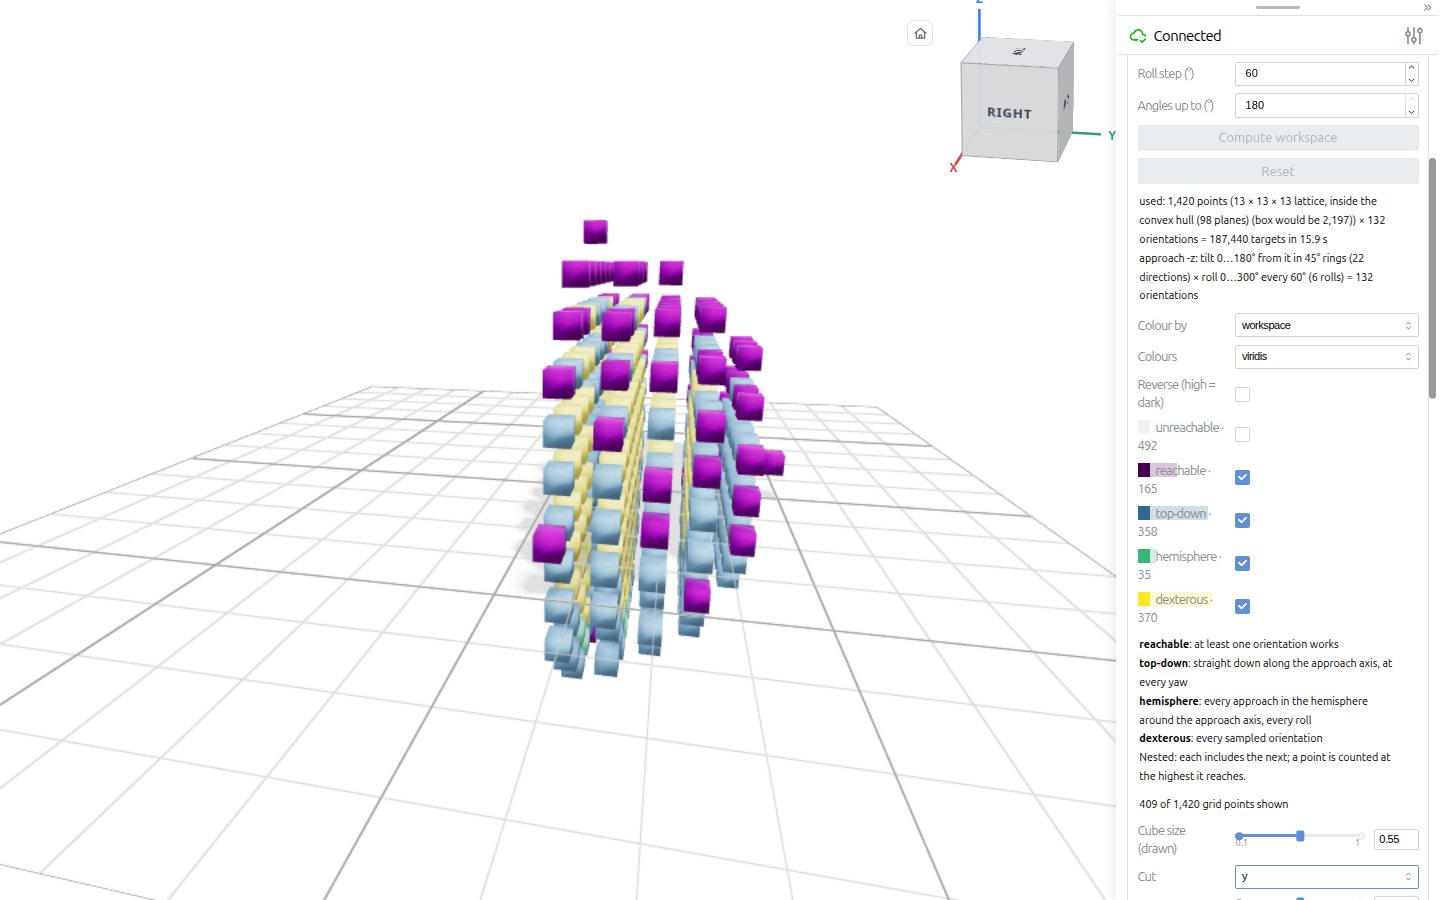 Z
RIGHT
Y
X
»
Connected
Roll step (°)
60
Angles up to (°)
180
Compute workspace
Reset
used: 1,420 points (13 × 13 × 13 lattice, inside the
convex hull (98 planes) (box would be 2,197)) × 132
orientations = 187,440 targets in 15.9 s
approach -z: tilt 0…180° from it in 45° rings (22
directions) × roll 0…300° every 60° (6 rolls) = 132
orientations
Colour by
workspace
Colours
viridis
Reverse (high =
dark)
unreachable ·
492
reachable ·
165
top-down ·
358
hemisphere ·
35
dexterous ·
370
reachable: at least one orientation works
top-down: straight down along the approach axis, at
every yaw
hemisphere: every approach in the hemisphere
around the approach axis, every roll
dexterous: every sampled orientation
Nested: each includes the next; a point is counted at
the highest it reaches.
409 of 1,420 grid points shown
Cube size
(drawn)
0.1
1
0.55
Cut
y